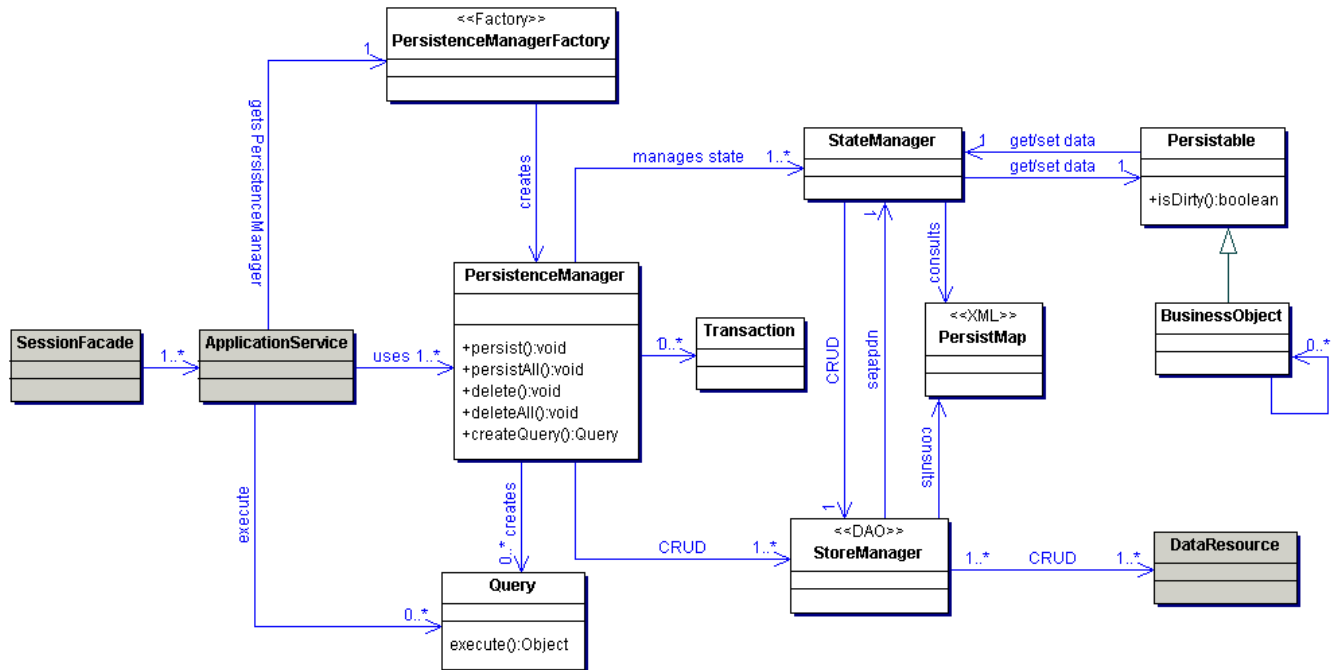 <<Factory>>
PersistenceManagerFactory
1
gets PersistenceManager
creates
StateManager
Persistable
+isDirty():boolean
manages state 1..*
1 get/set data
get/set data 1
PersistenceManager
+persist():void
+persistAll():void
+delete():void
+deleteAll():void
+createQuery():Query
SessionFacade
1..*
ApplicationService
uses 1..*
0..*
Transaction
CRUD
1
updates
1
consults
<<XML>>
PersistMap
consults
BusinessObject
0..*
execute
0..*
creates
0..*
Query
execute():Object
CRUD 1..*
<<DAO>>
StoreManager
1..* CRUD 1..*
DataResource